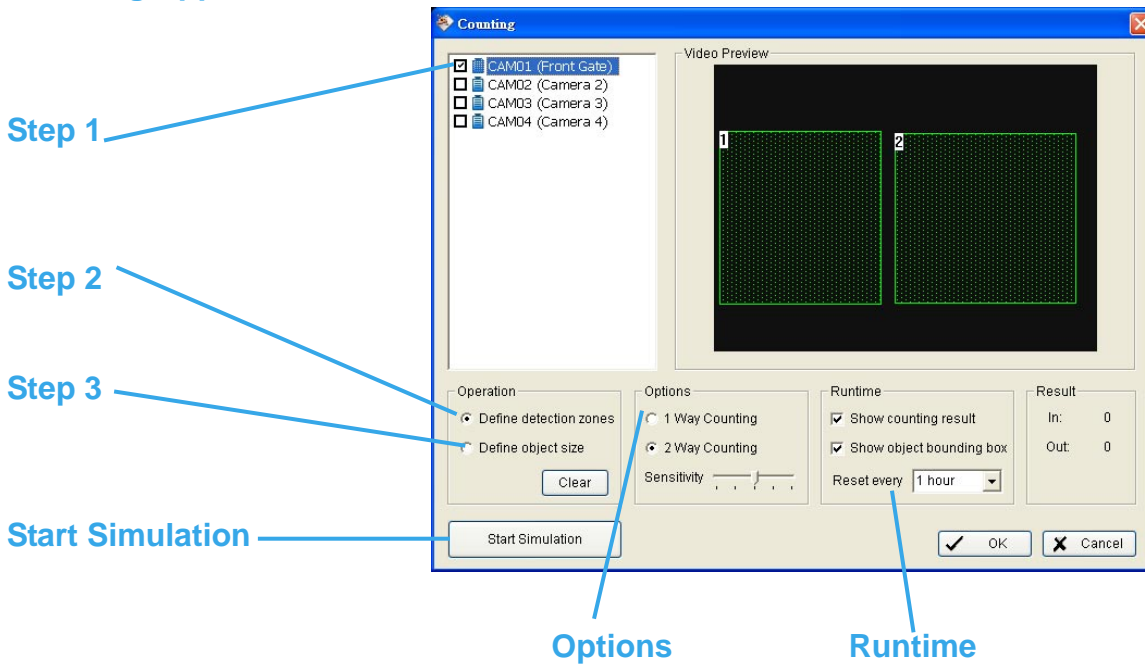 Counting
CAM01 (Front Gate)
CAM02 (Camera 2)
CAM03 (Camera 3)
CAM04 (Camera 4)
Video Preview
1
2
Step 1
Step 2
Step 3
Operation
Define detection zones
Define object size
Clear
Options
1 Way Counting
2 Way Counting
Sensitivity
Runtime
Show counting result
Show object bounding box
Reset every 1 hour
Result
In: 0
Out: 0
Start Simulation
Start Simulation
OK
Cancel
Options
Runtime